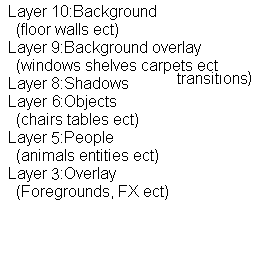 Layer 10:Background
(floor walls ect)
Layer 9:Background overlay
(windows shelves carpets ect
transitions)
Layer 8:Shadows
Layer 6:Objects
(chairs tables ect)
Layer 5:People
(animals entities ect)
Layer 3:Overlay
(Foregrounds, FX ect)